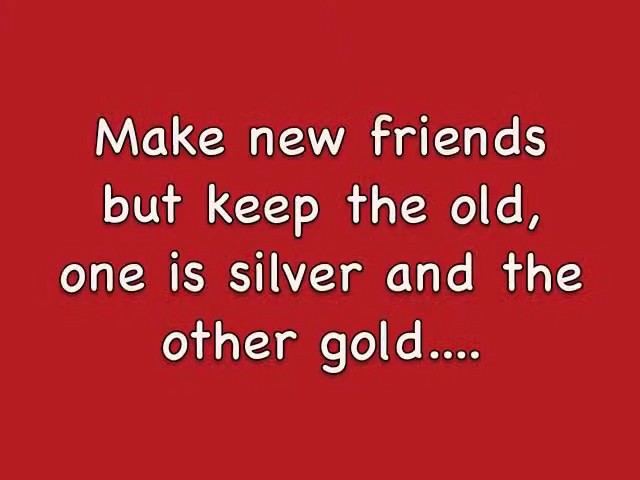 Make new friends
but keep the old,
one is silver and the
other gold....